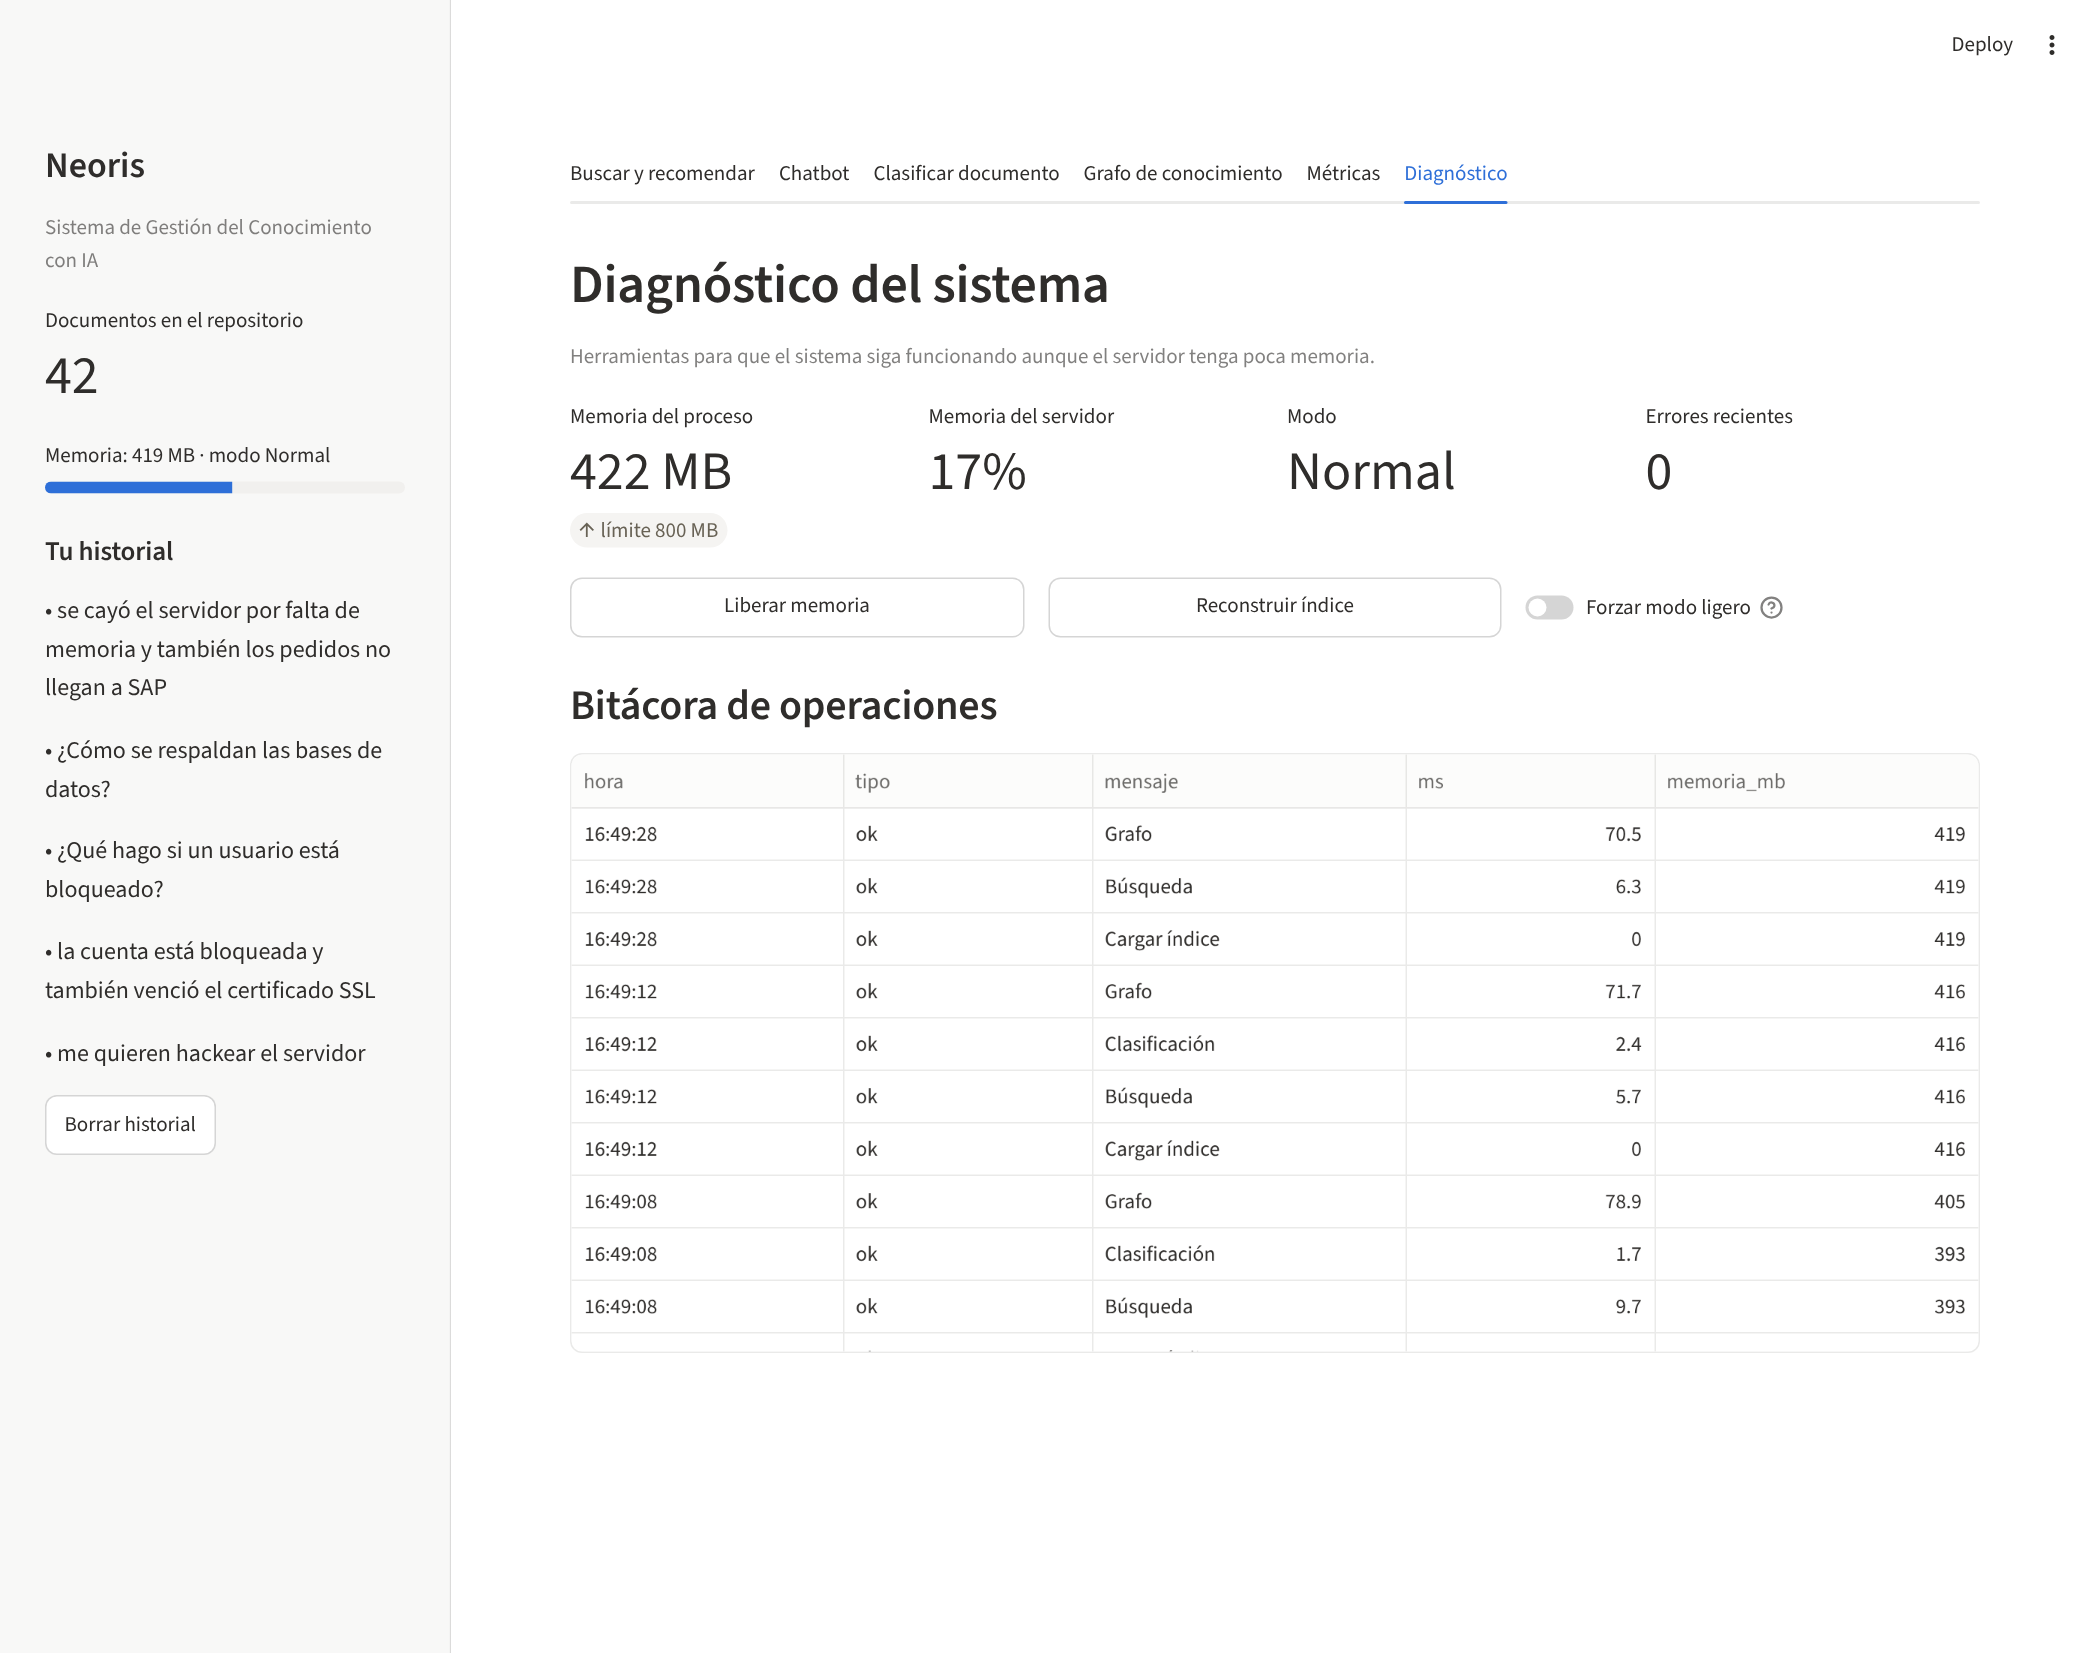 Deploy
Neoris
Sistema de Gestión del Conocimiento
con IA
Documentos en el repositorio
42
Memoria: 419 MB · modo Normal
Tu historial
• se cayó el servidor por falta de
memoria y también los pedidos no
llegan a SAP
• ¿Cómo se respaldan las bases de
datos?
• ¿Qué hago si un usuario está
bloqueado?
• la cuenta está bloqueada y
también venció el certificado SSL
• me quieren hackear el servidor
Borrar historial
Buscar y recomendar Chatbot Clasificar documento Grafo de conocimiento Métricas Diagnóstico
Diagnóstico del sistema
Herramientas para que el sistema siga funcionando aunque el servidor tenga poca memoria.
Memoria del proceso Memoria del servidor Modo Errores recientes
422 MB 17% Normal 0
↑ límite 800 MB
Liberar memoria Reconstruir índice Forzar modo ligero
Bitácora de operaciones
hora tipo mensaje ms memoria_mb
16:49:28 ok Grafo 70.5 419
16:49:28 ok Búsqueda 6.3 419
16:49:28 ok Cargar índice 0 419
16:49:12 ok Grafo 71.7 416
16:49:12 ok Clasificación 2.4 416
16:49:12 ok Búsqueda 5.7 416
16:49:12 ok Cargar índice 0 416
16:49:08 ok Grafo 78.9 405
16:49:08 ok Clasificación 1.7 393
16:49:08 ok Búsqueda 9.7 393